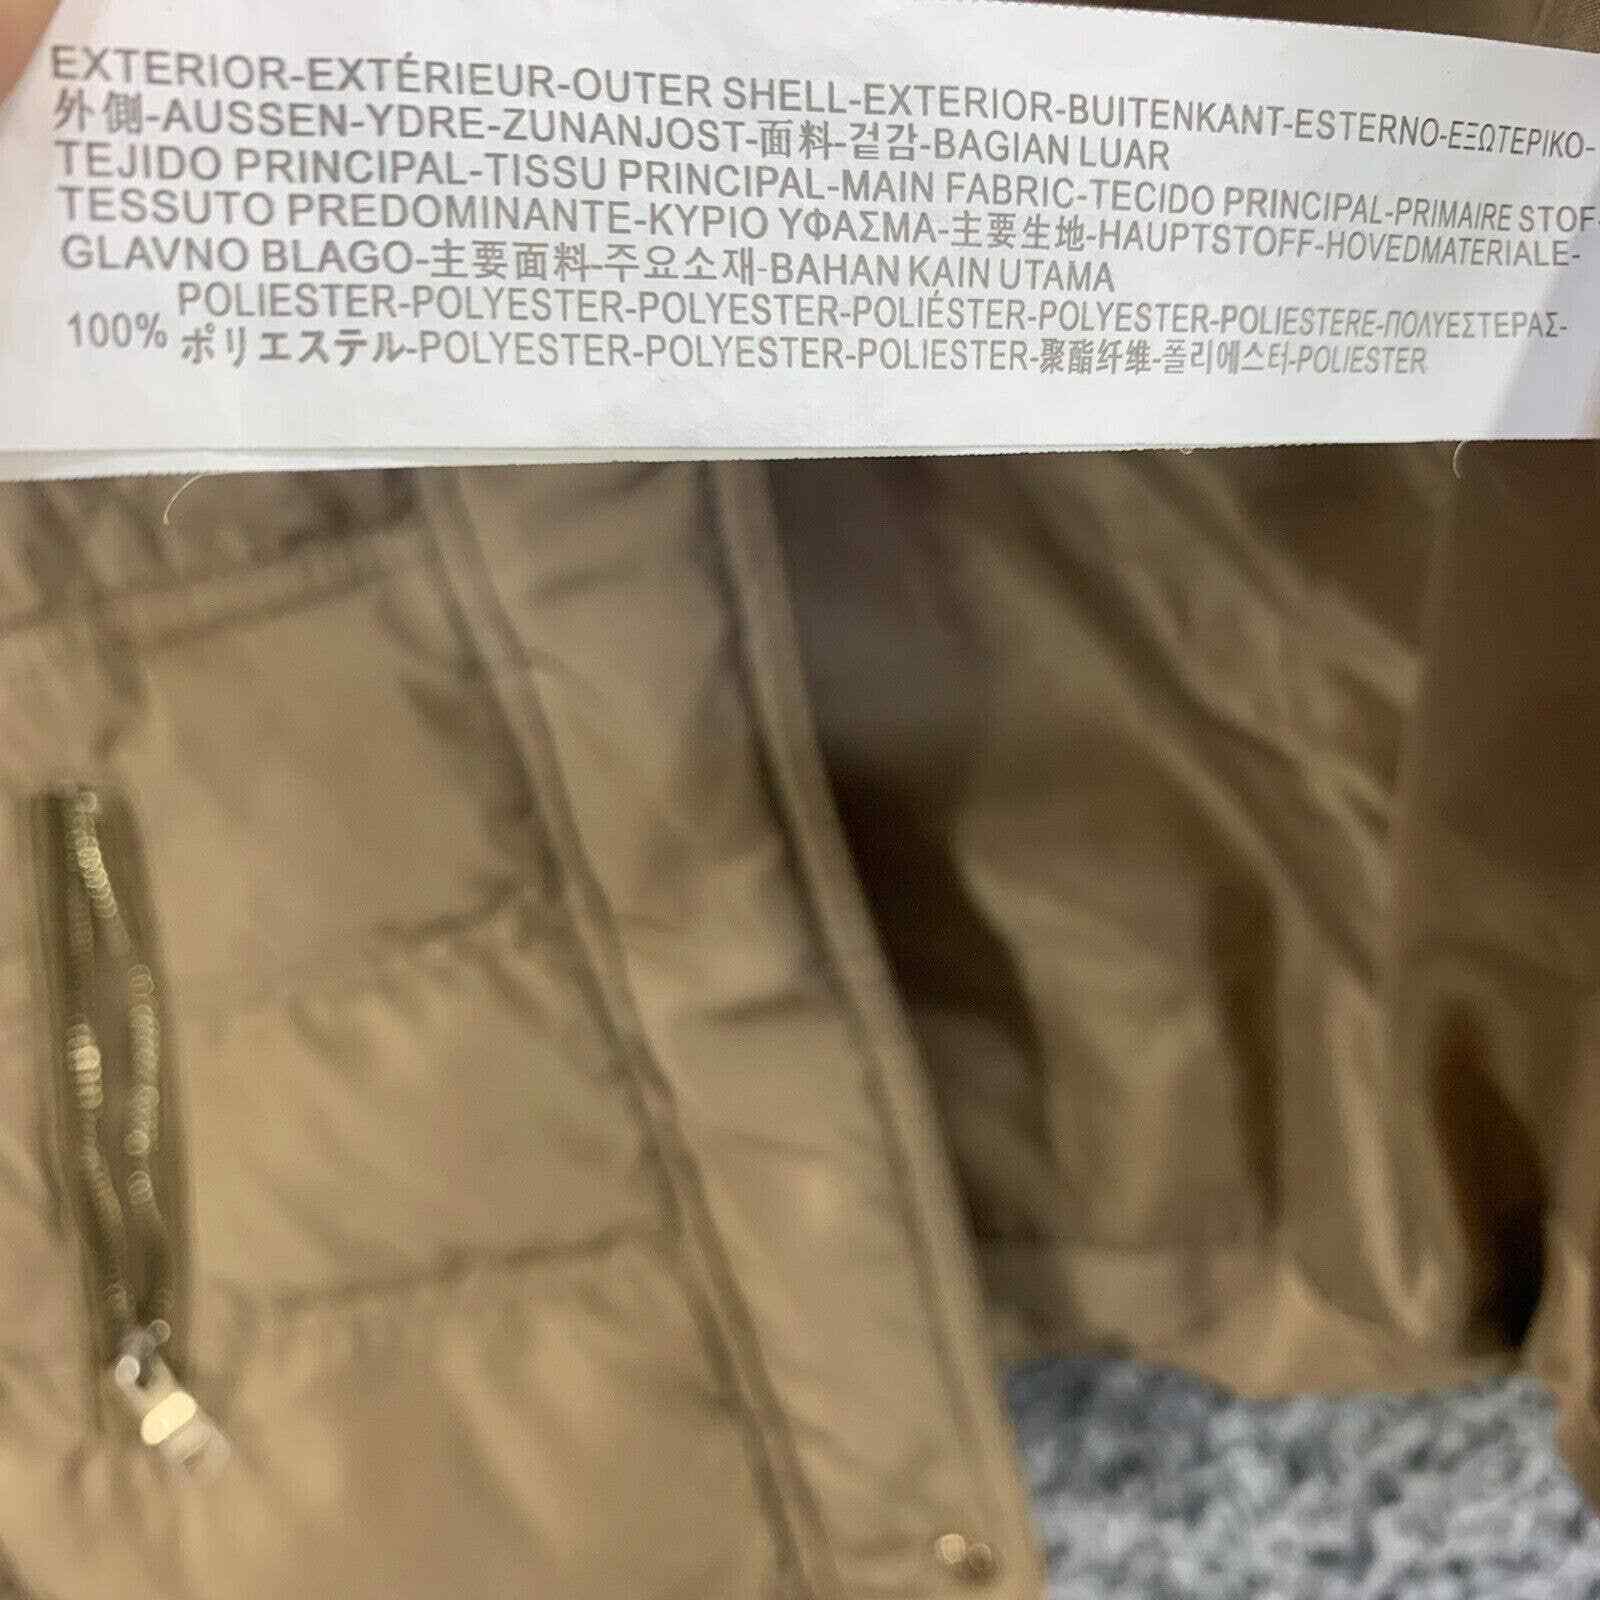 EXTERIOR-EXTÉRIEUR-OUTER SHELL-EXTERIOR-BUITENKANT-ESTERNO-ΕΞΩΤΕΡΙΚΟ-
外側-AUSSEN-YDRE-ZUNANJOST-面料-겉감-BAGIAN LUAR
TEJIDO PRINCIPAL-TISSU PRINCIPAL-MAIN FABRIC-TECIDO PRINCIPAL-PRIMAIRE STOF-
TESSUTO PREDOMINANTE-ΚΥΡΙΟ ΥΦΑΣΜΑ-主要生地-HAUPTSTOFF-HOVEDMATERIALE-
GLAVNO BLAGO-主要面料-주요소재-BAHAN KAIN UTAMA
100% POLIESTER-POLYESTER-POLYESTER-POLIÉSTER-POLYESTER-POLIESTERE-ΠΟΛΥΕΣΤΕΡΑΣ-
ポリエステル-POLYESTER-POLYESTER-POLIESTER-聚酯纤维-폴리에스터-POLIESTER